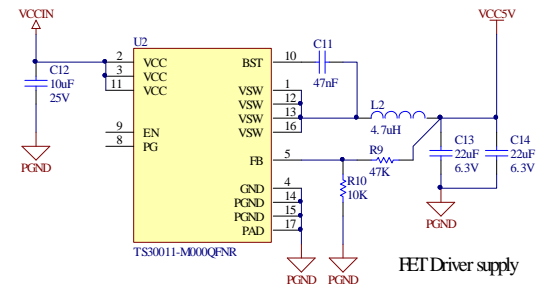 VCCIN
VCC5V
U2
C11
47nF
2 VCC
3 VCC
11 VCC
BST 10
C12
10uF
25V
VSW 1
VSW 12
VSW 13
VSW 16
L2
4.7uH
9 EN
8 PG
FB 5
R9
47K
R10
10K
C13
22uF
6.3V
C14
22uF
6.3V
PGND
GND 4
PGND 14
PGND 15
PAD 17
TS30011-M000QFNR
PGND
PGND
PGND
FET Driver supply